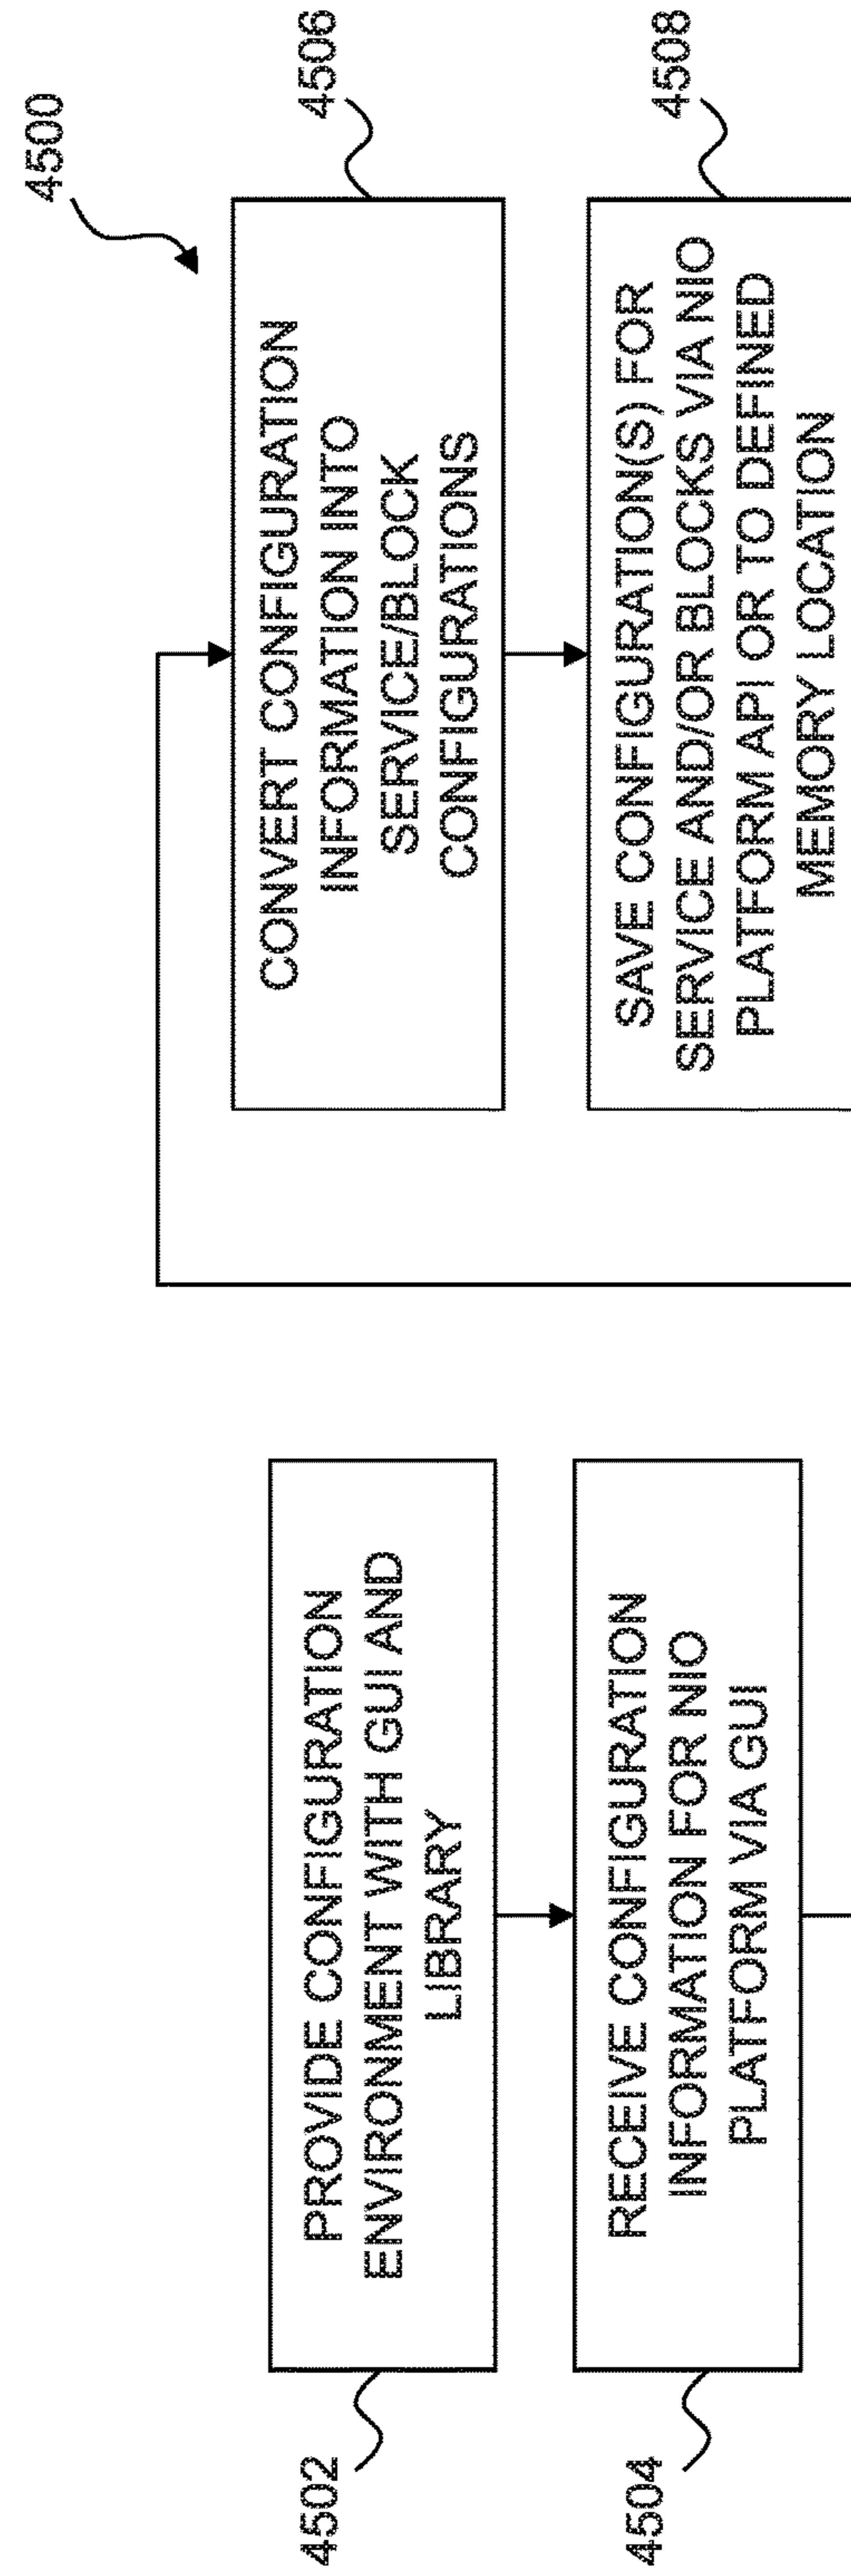 4500
4502
PROVIDE CONFIGURATION
ENVIRONMENT WITH GUI AND
LIBRARY
4504
RECEIVE CONFIGURATION
INFORMATION FOR NIO
PLATFORM VIA GUI
4506
CONVERT CONFIGURATION
INFORMATION INTO
SERVICE/BLOCK
CONFIGURATIONS
4508
SAVE CONFIGURATION(S) FOR
SERVICE AND/OR BLOCKS VIA NIO
PLATFORM API OR TO DEFINED
MEMORY LOCATION